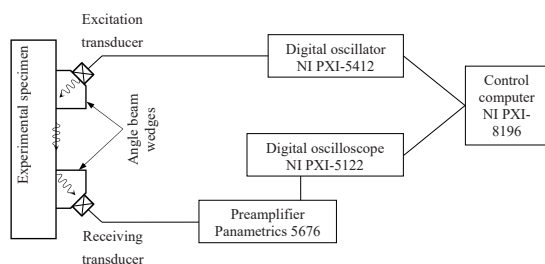 Excitation
transducer
Experimental specimen
Angle beam
wedges
Digital oscillator
NI PXI-5412
Control
computer
NI PXI-
8196
Digital oscilloscope
NI PXI-5122
Preamplifier
Panametrics 5676
Receiving
transducer